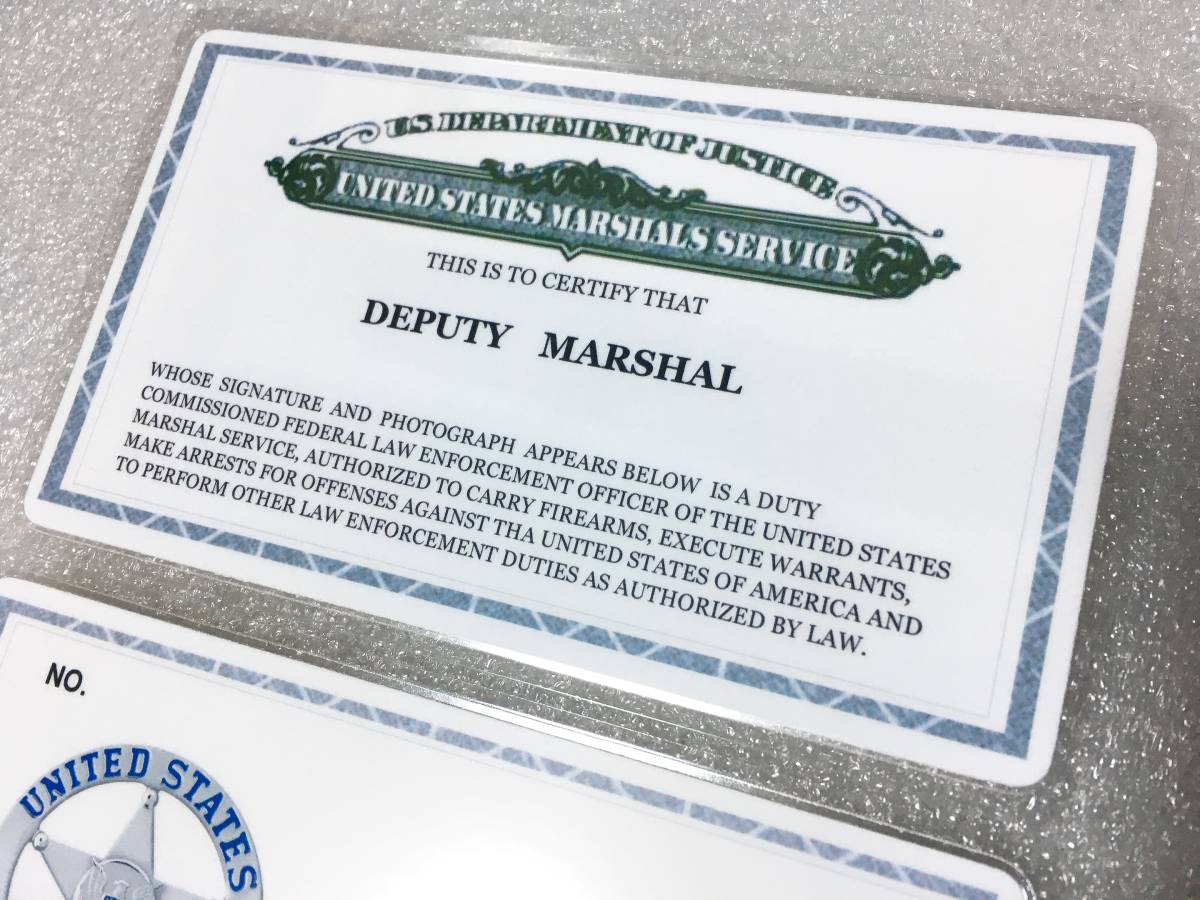 U.S. DEPARTMENT OF JUSTICE
UNITED STATES MARSHALS SERVICE
THIS IS TO CERTIFY THAT
DEPUTY MARSHAL
WHOSE SIGNATURE AND PHOTOGRAPH APPEARS BELOW IS A DUTY
COMMISSIONED FEDERAL LAW ENFORCEMENT OFFICER OF THE UNITED STATES
MARSHAL SERVICE, AUTHORIZED TO CARRY FIREARMS, EXECUTE WARRANTS,
MAKE ARRESTS FOR OFFENSES AGAINST THA UNITED STATES OF AMERICA AND
TO PERFORM OTHER LAW ENFORCEMENT DUTIES AS AUTHORIZED BY LAW.
NO.
UNITED STATES